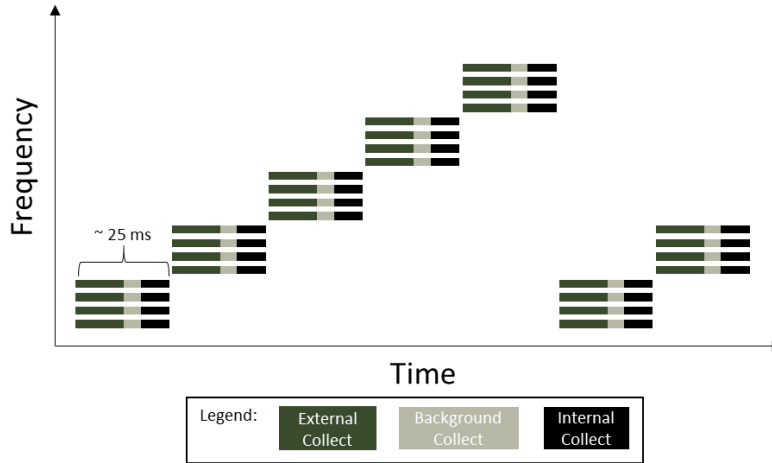 Frequency
~ 25 ms
Time
Legend:
External
Collect
Background
Collect
Internal
Collect